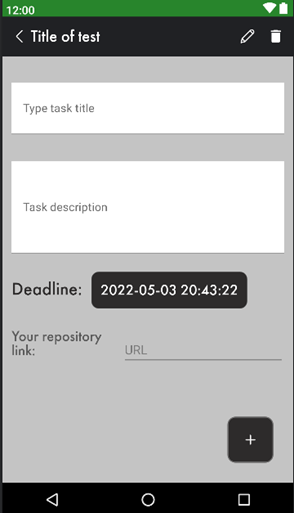 12:00
Title of test
Type task title
Task description
Deadline: 2022-05-03 20:43:22
Your repository
link: URL
+